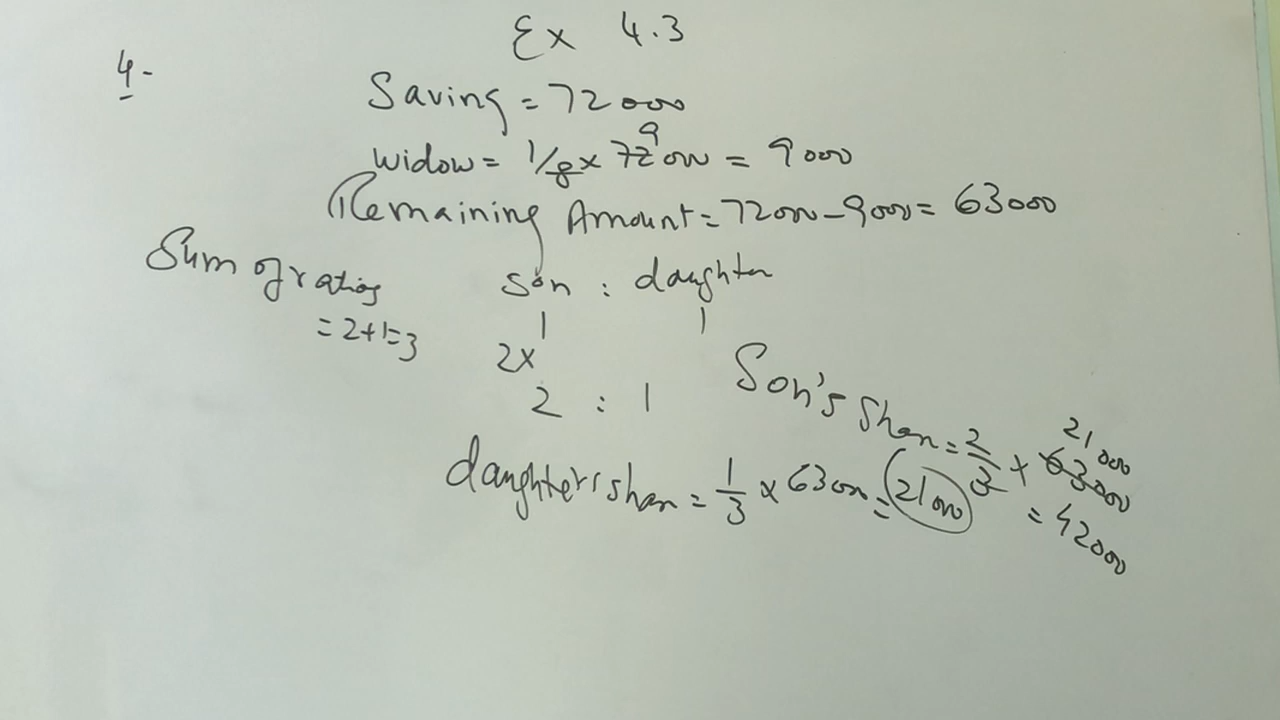 Ex 4.3
4-
Saving = 72000
9
widow = 1/8 x 72000 = 9000
Remaining Amount = 72000 - 9000 = 63000
Sum of ratios
= 2+1=3
son : daughter
1 1
2x
2 : 1
Son's Share = 2/3 x 63000
21000
= 42000
daughter's share = 1/3 x 63000 = 21000